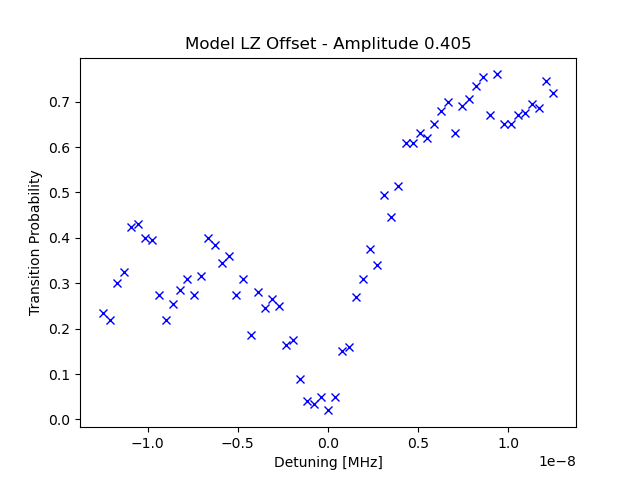 Model LZ Offset - Amplitude 0.405
Transition Probability
0.7
0.6
0.5
0.4
0.3
0.2
0.1
0.0
−1.0 −0.5 0.0 0.5 1.0
1e−8
Detuning [MHz]